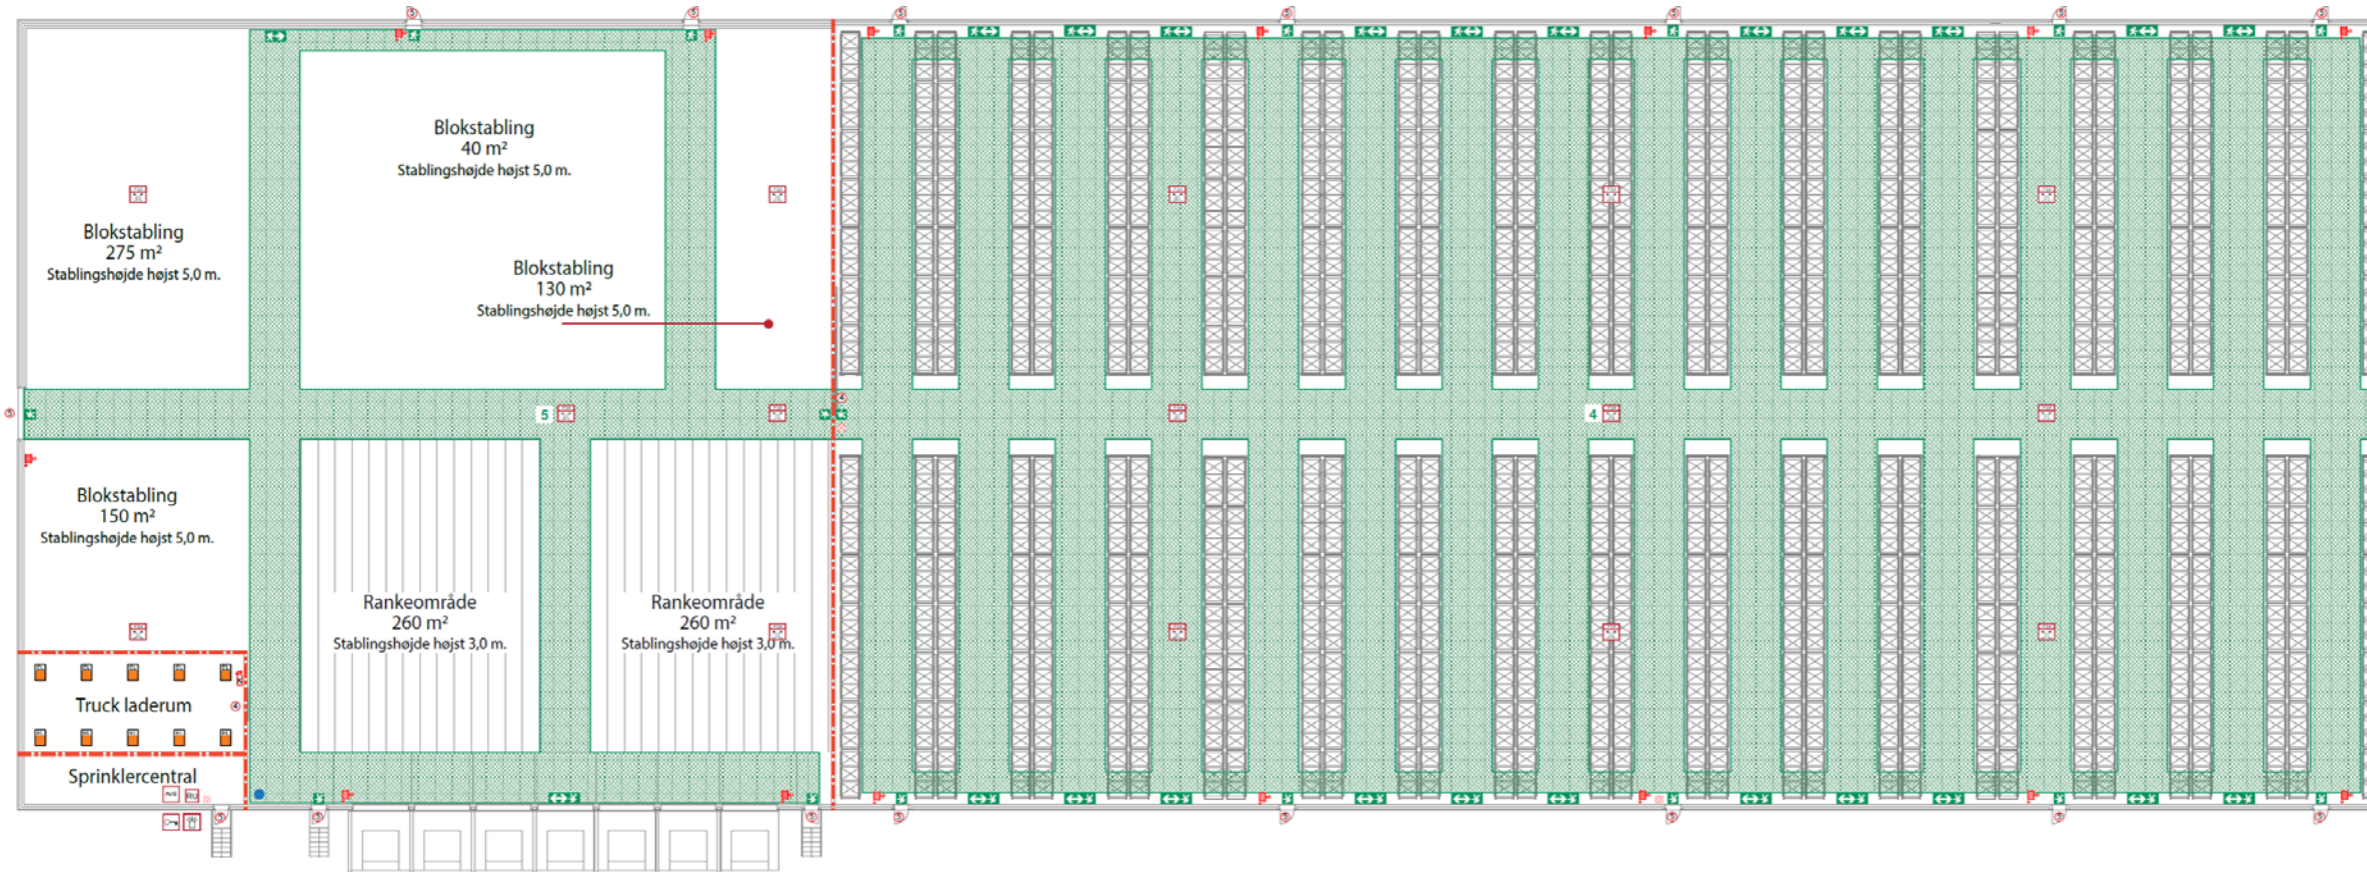 Blokstabling
40 m²
Stablingshøjde højst 5,0 m.
Blokstabling
275 m²
Stablingshøjde højst 5,0 m.
Blokstabling
130 m²
Stablingshøjde højst 5,0 m.
5
4
4
Blokstabling
150 m²
Stablingshøjde højst 5,0 m.
Rankeområde
260 m²
Stablingshøjde højst 3,0 m.
Rankeområde
260 m²
Stablingshøjde højst 3,0 m.
Truck laderum
4
Sprinklercentral